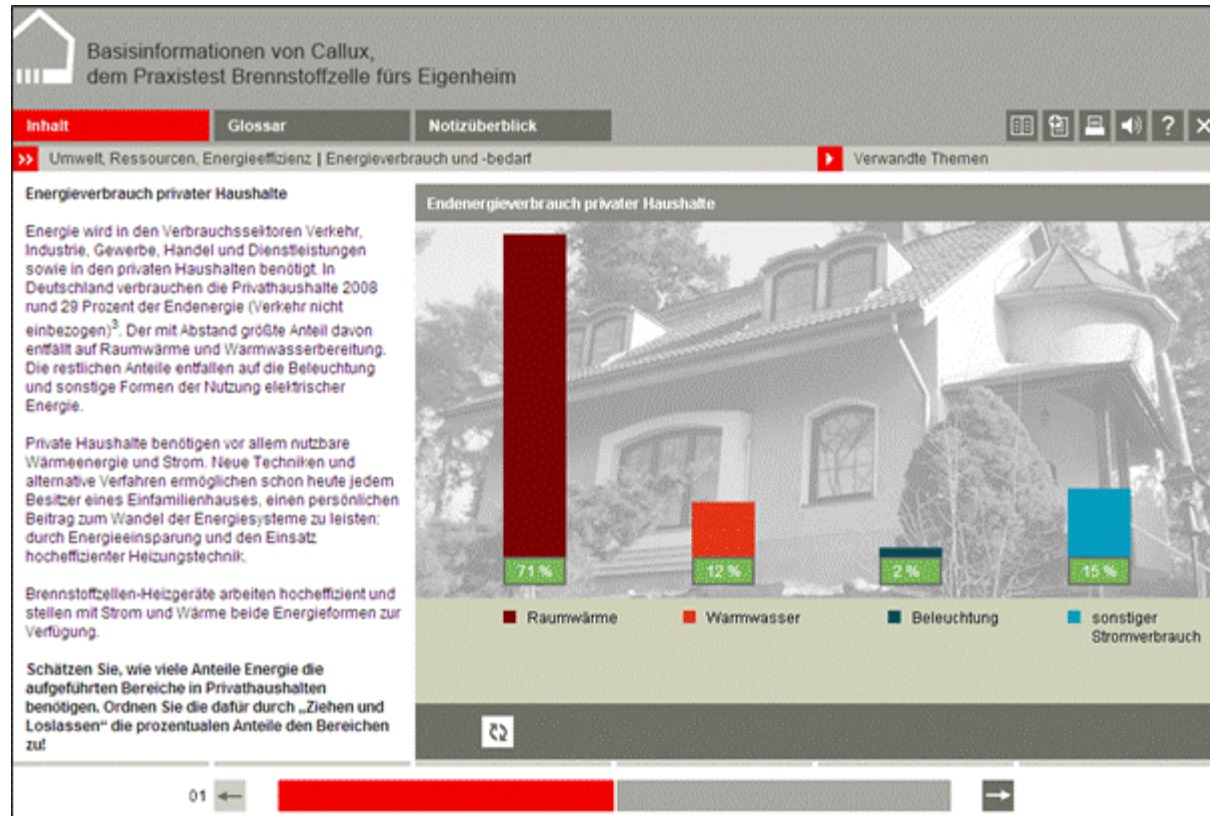 Basisinformationen von Callux,
dem Praxistest Brennstoffzelle fürs Eigenheim
Inhalt
Glossar
Notizüberblick
?
Umwelt, Ressourcen, Energieeffizienz | Energieverbrauch und -bedarf
Verwandte Themen
Energieverbrauch privater Haushalte
Energie wird in den Verbrauchssektoren Verkehr,
Industrie, Gewerbe, Handel und Dienstleistungen
sowie in den privaten Haushalten benötigt. In
Deutschland verbrauchen die Privathaushalte 2008
rund 29 Prozent der Endenergie (Verkehr nicht
einbezogen)³. Der mit Abstand größte Anteil davon
entfällt auf Raumwärme und Warmwasserbereitung.
Die restlichen Anteile entfallen auf die Beleuchtung
und sonstige Formen der Nutzung elektrischer
Energie.
Private Haushalte benötigen vor allem nutzbare
Wärmeenergie und Strom. Neue Techniken und
alternative Verfahren ermöglichen schon heute jedem
Besitzer eines Einfamilienhauses, einen persönlichen
Beitrag zum Wandel der Energiesysteme zu leisten:
durch Energieeinsparung und den Einsatz
hocheffizienter Heizungstechnik.
Brennstoffzellen-Heizgeräte arbeiten hocheffizient und
stellen mit Strom und Wärme beide Energieformen zur
Verfügung.
Schätzen Sie, wie viele Anteile Energie die
aufgeführten Bereiche in Privathaushalten
benötigen. Ordnen Sie die dafür durch „Ziehen und
Loslassen“ die prozentualen Anteile den Bereichen
zu!
Endenergieverbrauch privater Haushalte
71 %
12 %
2 %
15 %
Raumwärme
Warmwasser
Beleuchtung
sonstiger
Stromverbrauch
01